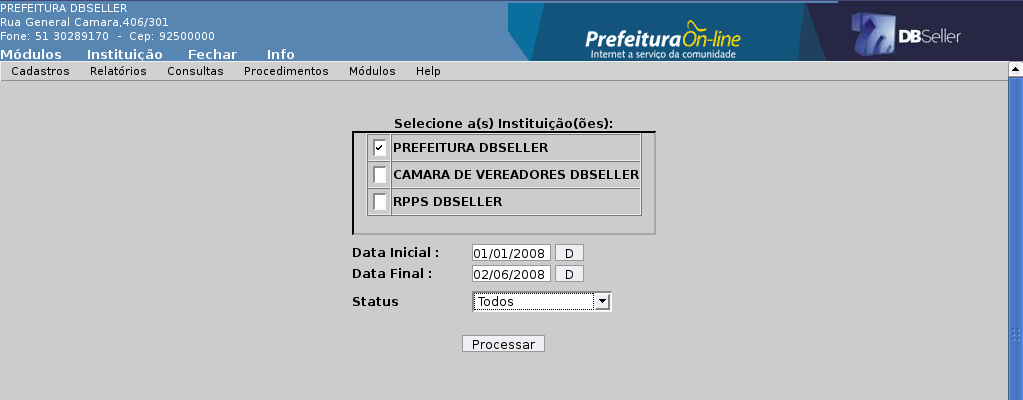 PREFEITURA DBSELLER
Rua General Camara,406/301
Fone: 51 30289170 - Cep: 92500000
Módulos Instituição Fechar Info
Prefeitura On-line
Internet a serviço da comunidade
DBSeller
Cadastros Relatórios Consultas Procedimentos Módulos Help
Selecione a(s) Instituição(ões):
PREFEITURA DBSELLER
CAMARA DE VEREADORES DBSELLER
RPPS DBSELLER
Data Inicial : 01/01/2008 D
Data Final : 02/06/2008 D
Status Todos
Processar